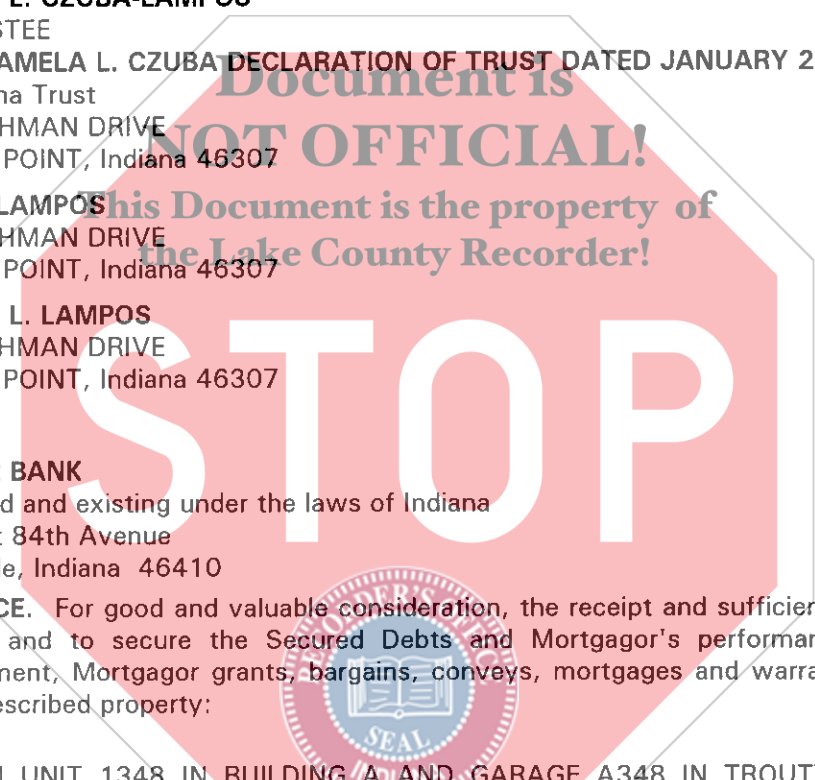 L. CZUBA-LAMPOS
STEE
AMELA L. CZUBA DECLARATION OF TRUST DATED JANUARY 2
na Trust
HMAN DRIVE
POINT, Indiana 46307
LAMPOS
HMAN DRIVE
POINT, Indiana 46307
L. LAMPOS
HMAN DRIVE
POINT, Indiana 46307
BANK
d and existing under the laws of Indiana
84th Avenue
le, Indiana 46410
CE. For good and valuable consideration, the receipt and sufficien
and to secure the Secured Debts and Mortgagor's performan
ment, Mortgagor grants, bargains, conveys, mortgages and warra
escribed property:
UNIT 1348 IN BUILDING A AND GARAGE A348 IN TROUT
Document is
NOT OFFICIAL!
This Document is the property of
the Lake County Recorder!
STOP
RECORDER'S OFFICE
SEAL